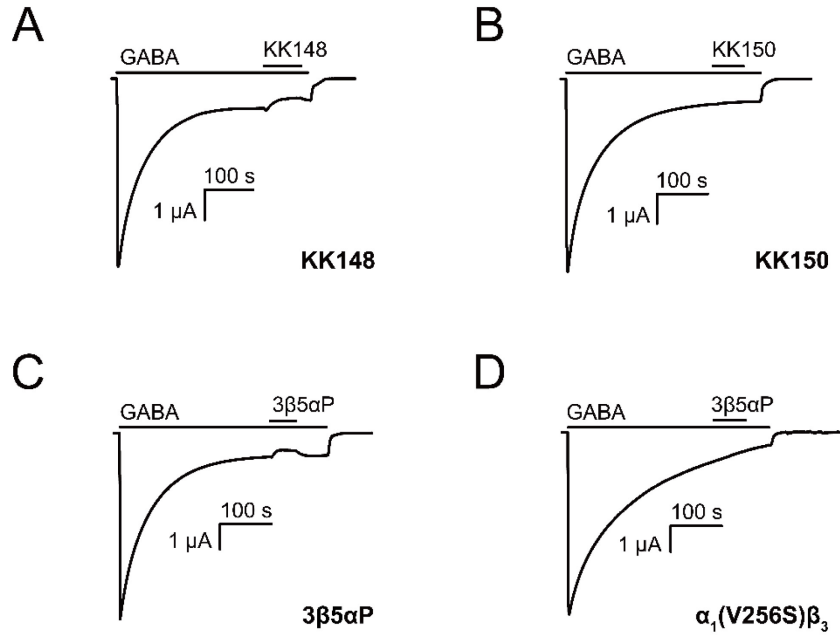 A
GABA
KK148
100 s
1 µA
KK148
B
GABA
KK150
100 s
1 µA
KK150
C
GABA
3β5αP
100 s
1 µA
3β5αP
D
GABA
3β5αP
100 s
1 µA
α₁(V256S)β₃